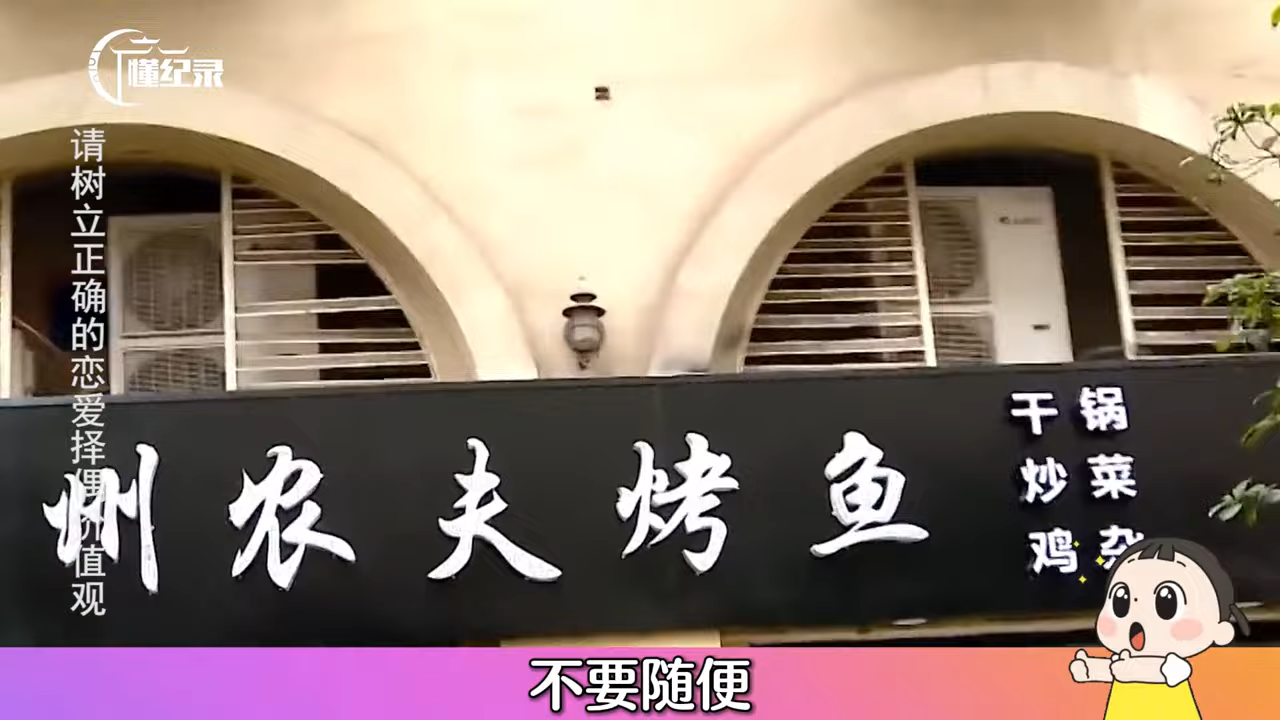 懂纪录
请树立正确的恋爱择偶价值观
州农夫烤鱼
干锅
炒菜
鸡杂
不要随便